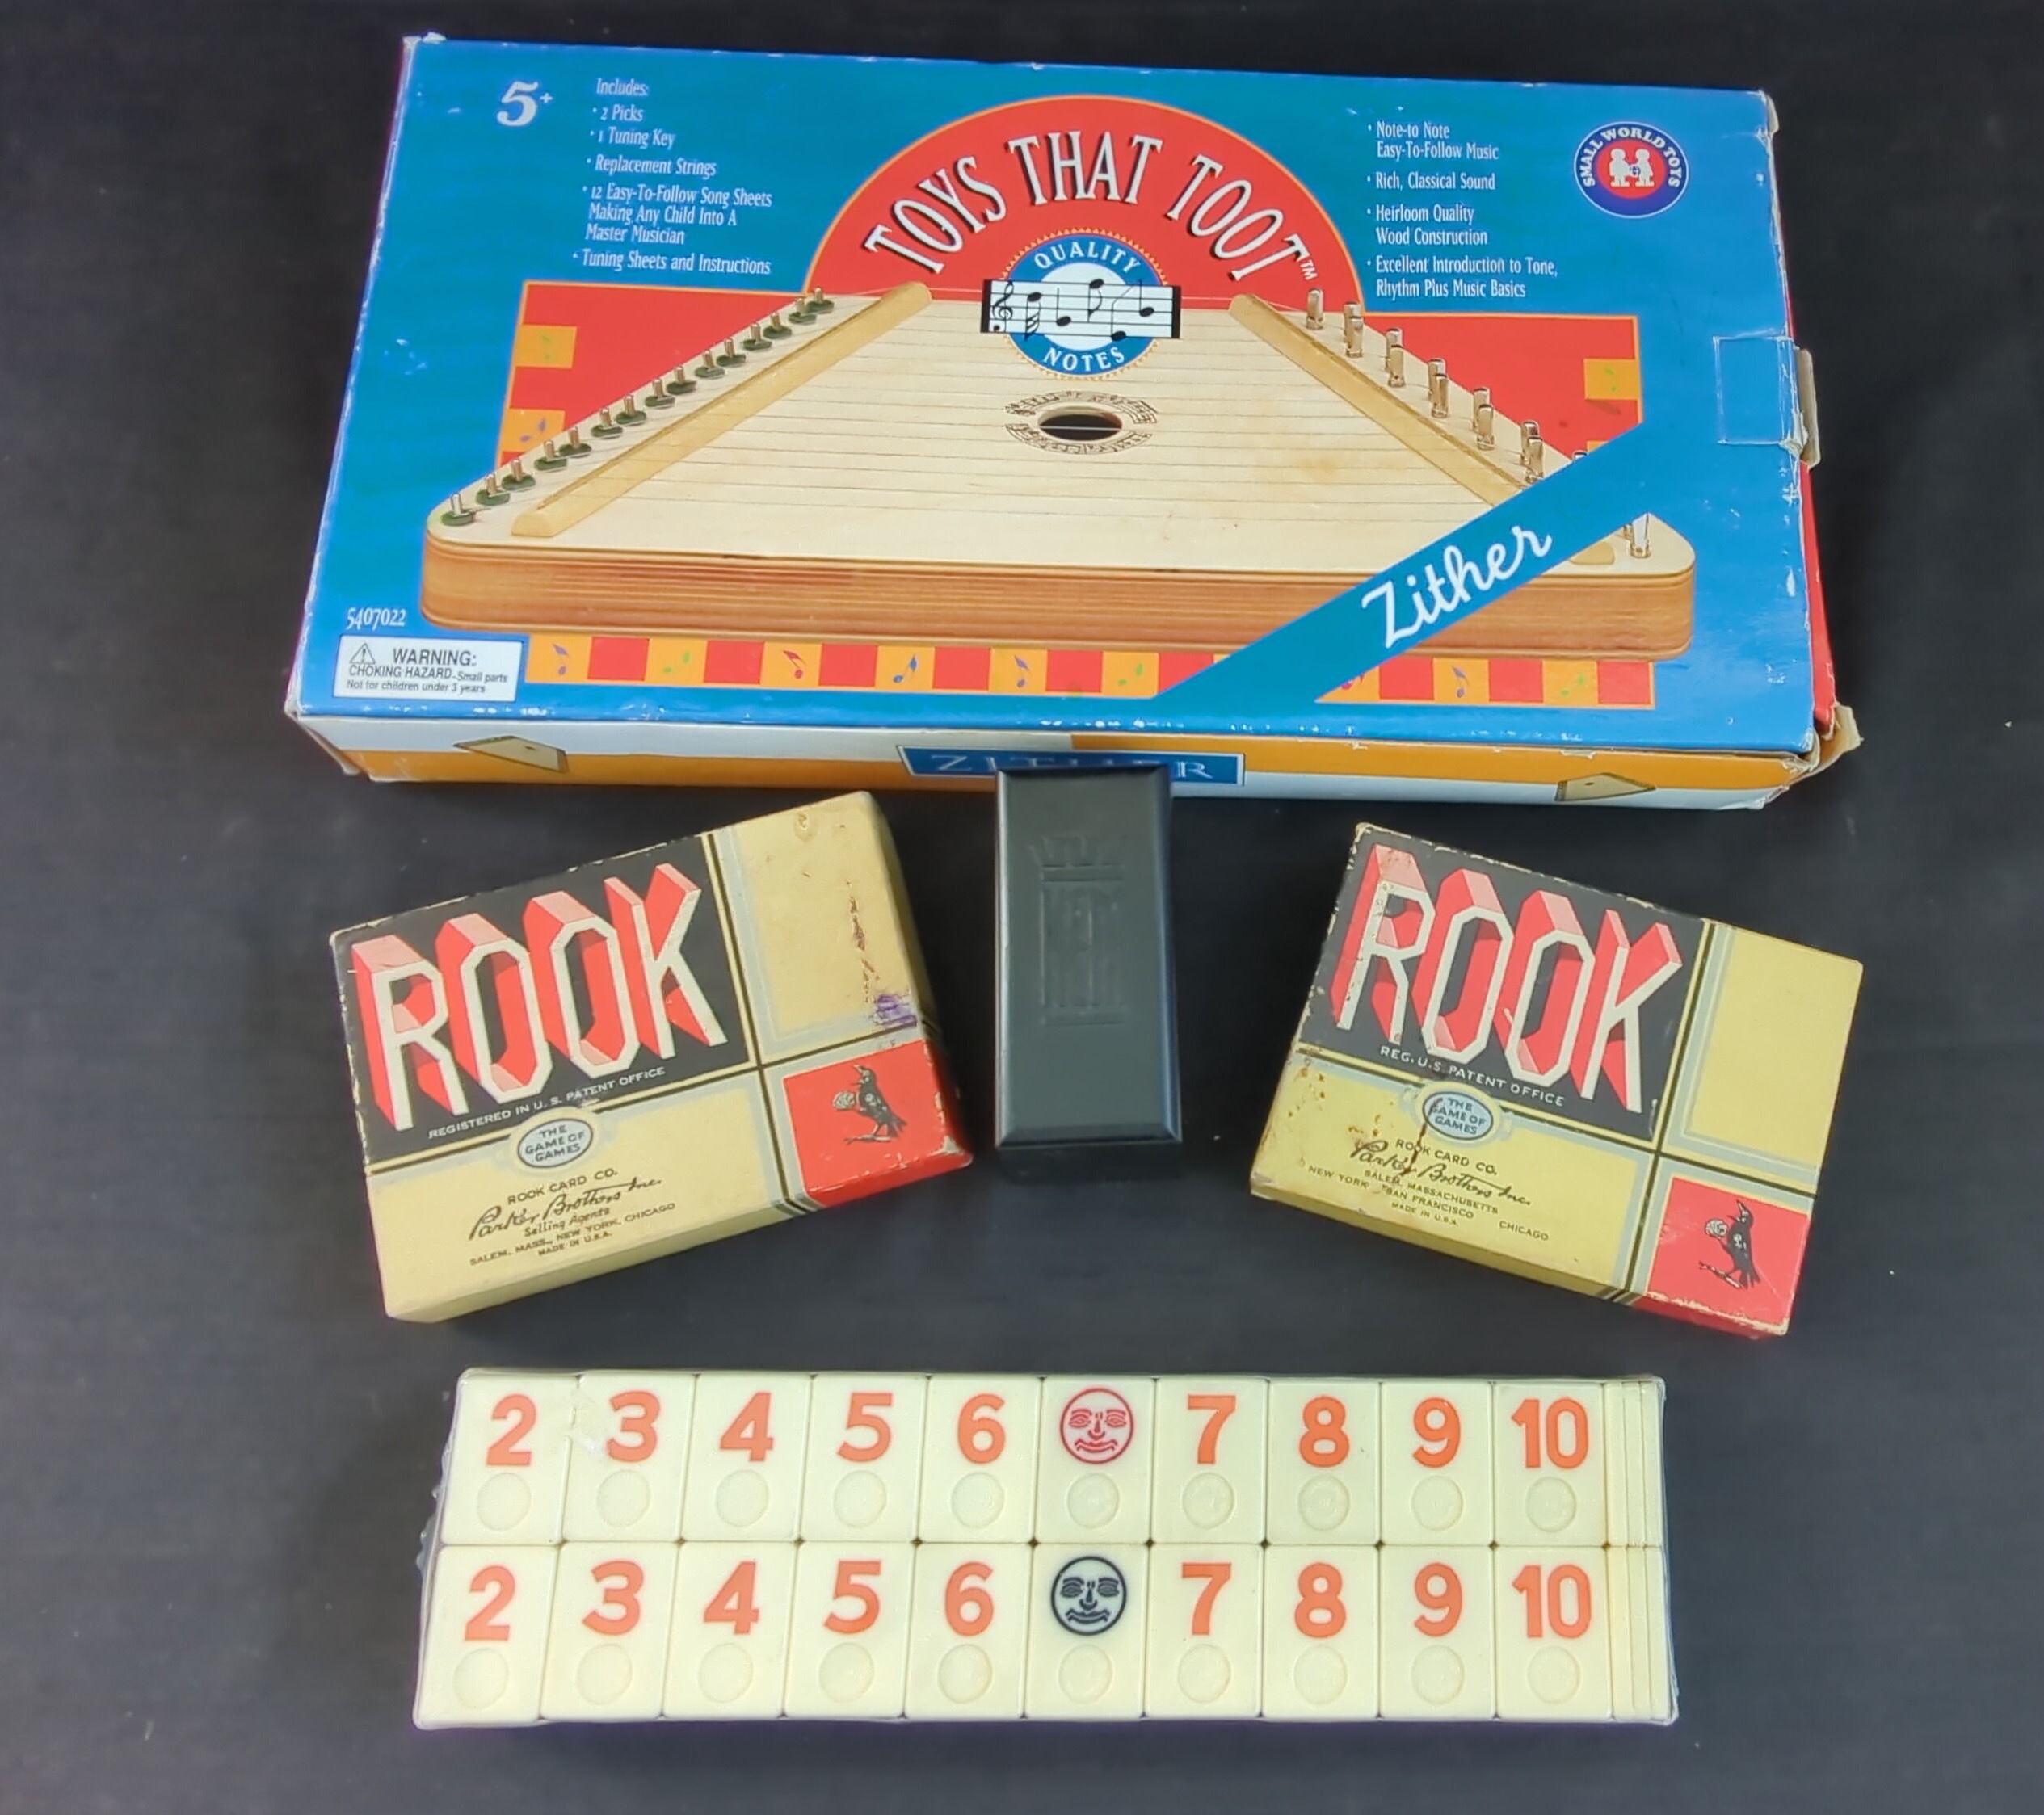 5+
Includes:
• 2 Picks
• 1 Tuning Key
• Replacement Strings
• 12 Easy-To-Follow Song Sheets
Making Any Child Into A
Master Musician
• Tuning Sheets and Instructions
TOYS THAT TOOT™
QUALITY
NOTES
• Note-to Note
Easy-To-Follow Music
• Rich, Classical Sound
• Heirloom Quality
Wood Construction
• Excellent Introduction to Tone,
Rhythm Plus Music Basics
SMALL WORLD TOYS
Zither
5407022
WARNING:
CHOKING HAZARD-Small parts
Not for children under 3 years
ZITHER
ROOK
REGISTERED IN U. S. PATENT OFFICE
THE
GAME OF
GAMES
ROOK CARD CO.
Parker Brothers Inc.
Selling Agents
SALEM, MASS., NEW YORK, CHICAGO
MADE IN U.S.A.
ROOK
REG. U.S. PATENT OFFICE
THE
GAME OF
GAMES
ROOK CARD CO.
Parker Brothers Inc.
SALEM, MASSACHUSETTS
NEW YORK SAN FRANCISCO CHICAGO
MADE IN U.S.A.
2 3 4 5 6 7 8 9 10
2 3 4 5 6 7 8 9 10